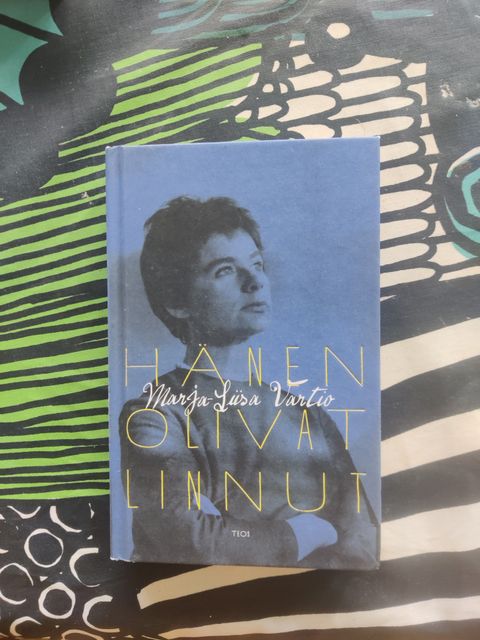 HÄNEN
Marja-Liisa Vartio
OLIVAT
LINNUT
TEOS